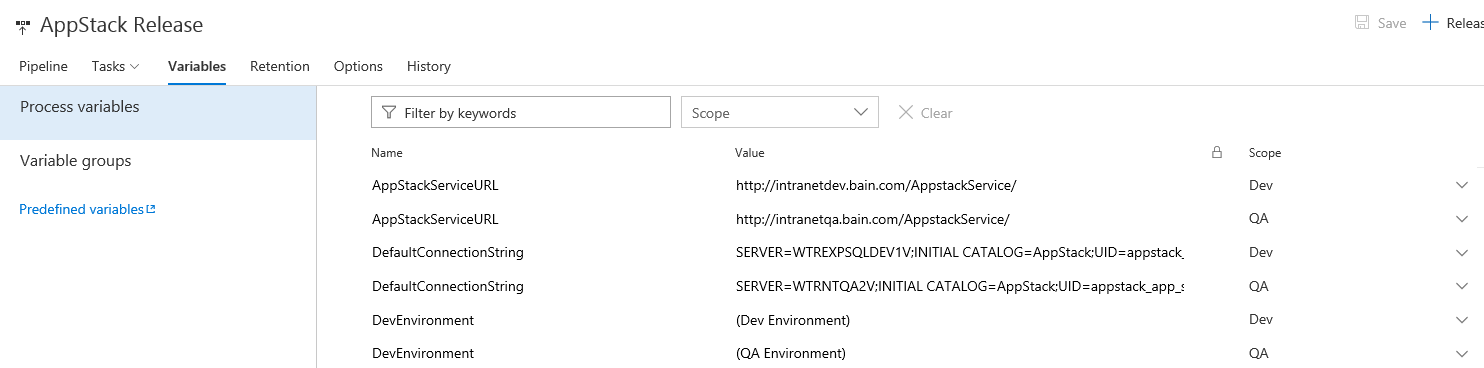 AppStack Release
Save
Pipeline Tasks Variables Retention Options History
Process variables
Filter by keywords Scope Clear
Variable groups
Predefined variables
Name Value Scope
AppStackServiceURL http://intranetdev.bain.com/AppstackService/ Dev
AppStackServiceURL http://intranetqa.bain.com/AppstackService/ QA
DefaultConnectionString SERVER=WTREXPSQLDEV1V;INITIAL CATALOG=AppStack;UID=appstack_ Dev
DefaultConnectionString SERVER=WTRNTQA2V;INITIAL CATALOG=AppStack;UID=appstack_app_s QA
DevEnvironment (Dev Environment) Dev
DevEnvironment (QA Environment) QA